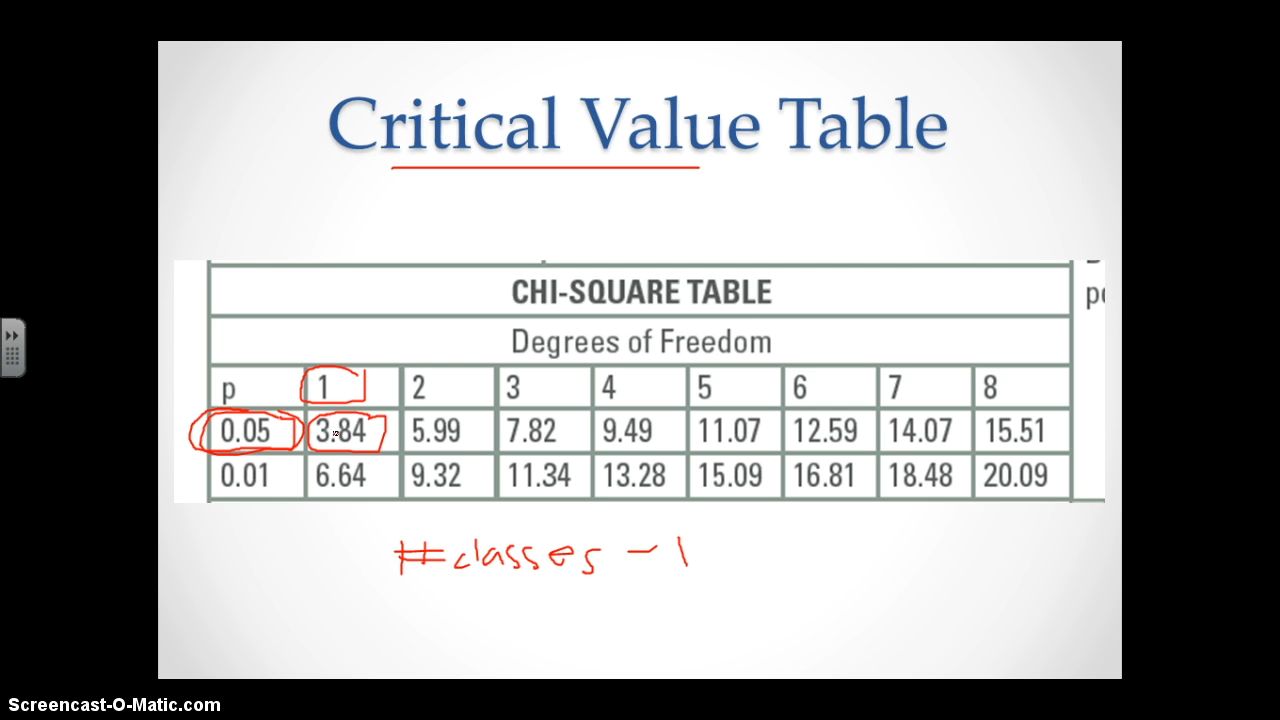 Critical Value Table
CHI-SQUARE TABLE
Degrees of Freedom
p 1 2 3 4 5 6 7 8
0.05 3.84 5.99 7.82 9.49 11.07 12.59 14.07 15.51
0.01 6.64 9.32 11.34 13.28 15.09 16.81 18.48 20.09
#classes - 1
Screencast-O-Matic.com